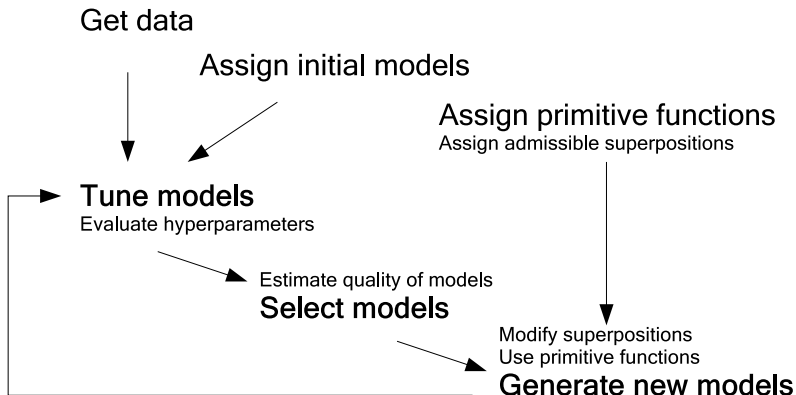 Get data
Assign initial models
Assign primitive functions
Assign admissible superpositions
Tune models
Evaluate hyperparameters
Estimate quality of models
Select models
Modify superpositions
Use primitive functions
Generate new models